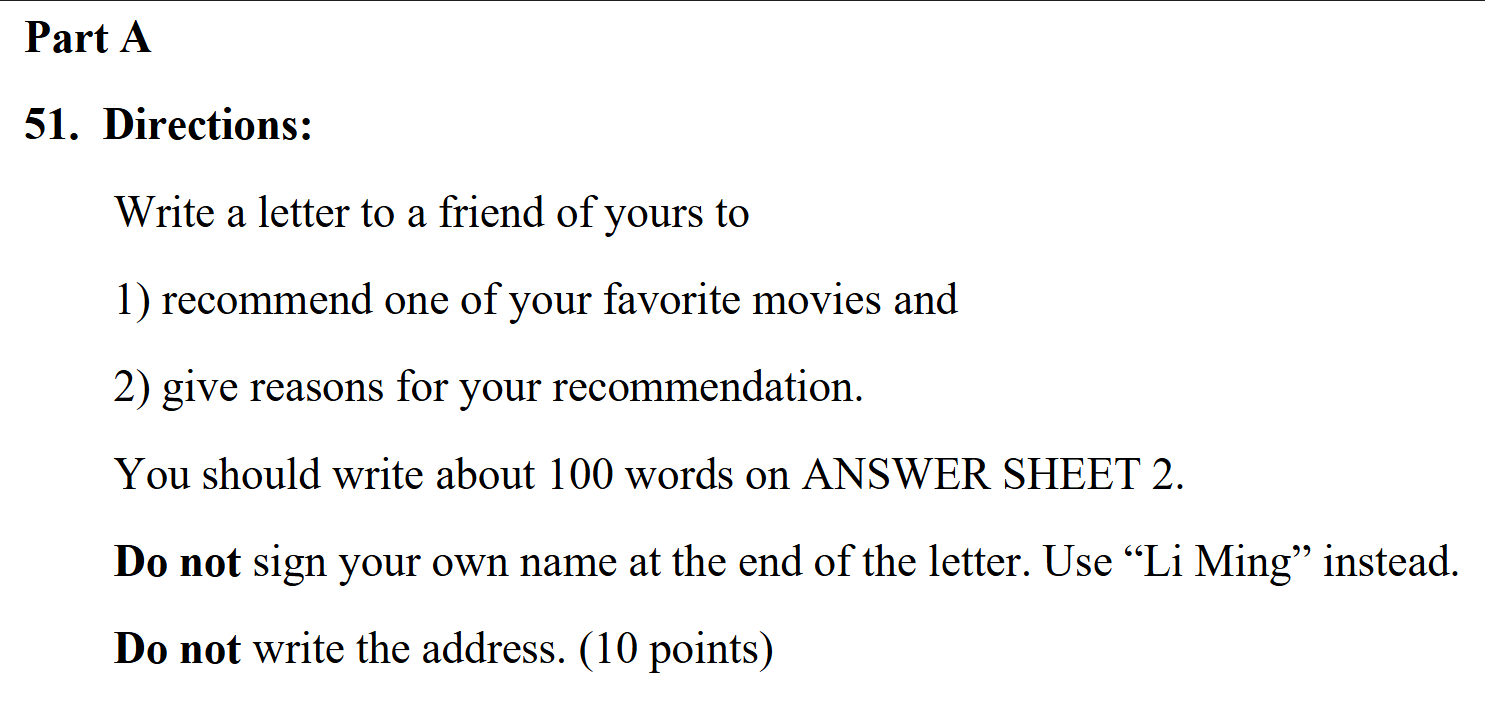 Part A
51. Directions:
Write a letter to a friend of yours to
1) recommend one of your favorite movies and
2) give reasons for your recommendation.
You should write about 100 words on ANSWER SHEET 2.
Do not sign your own name at the end of the letter. Use “Li Ming” instead.
Do not write the address. (10 points)